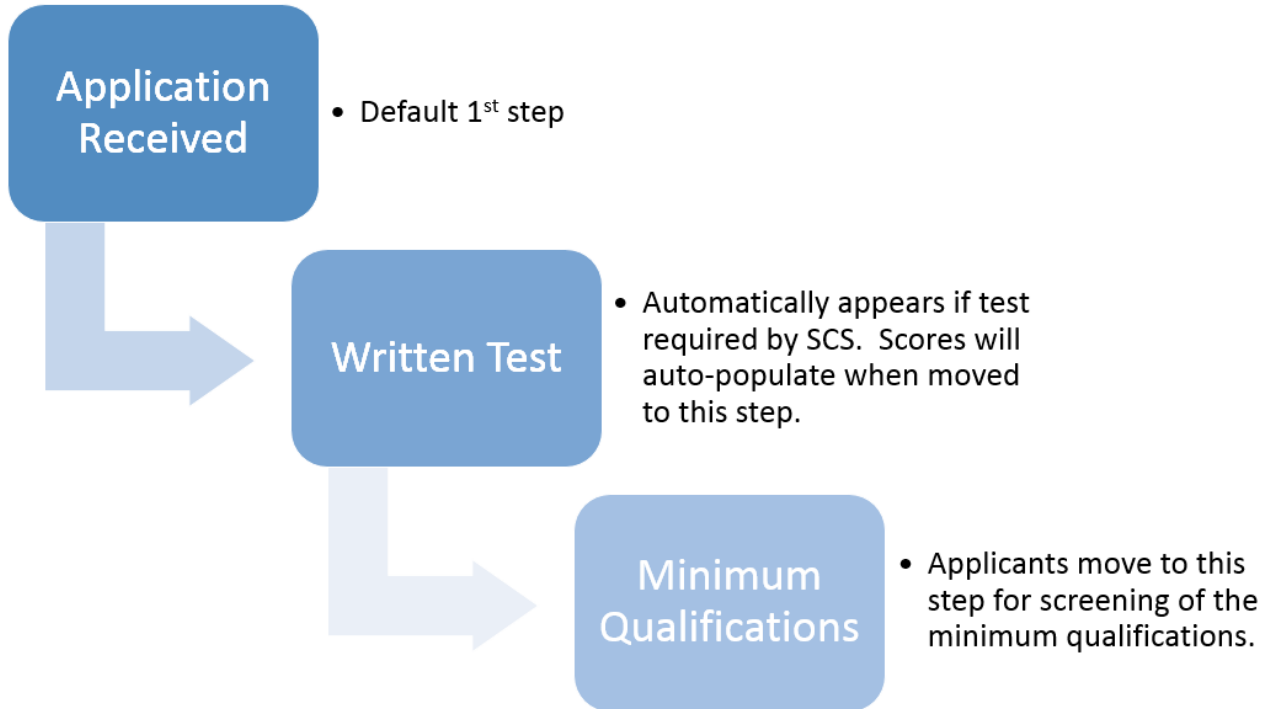 Application
Received
• Default 1st step
Written Test
• Automatically appears if test
required by SCS.  Scores will
auto-populate when moved
to this step.
Minimum
Qualifications
• Applicants move to this
step for screening of the
minimum qualifications.